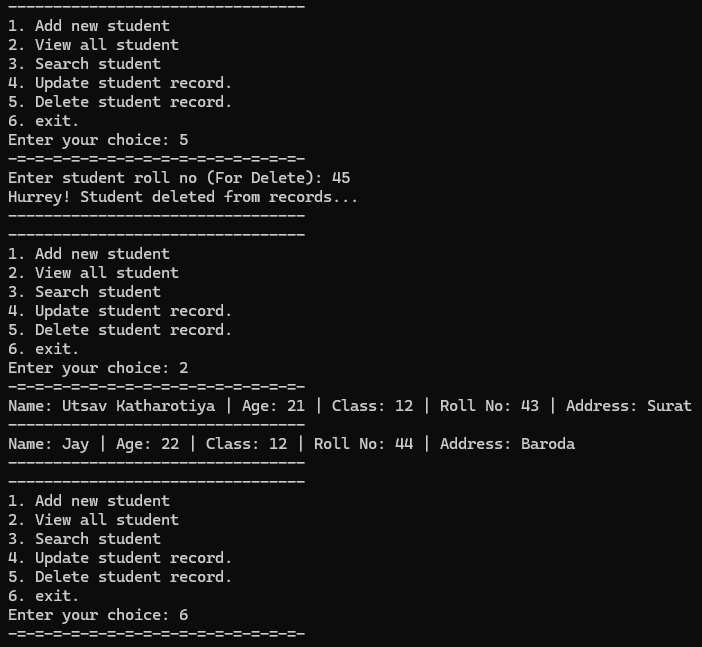 ---------------------------------
1. Add new student
2. View all student
3. Search student
4. Update student record.
5. Delete student record.
6. exit.
Enter your choice: 5
-=-=-=-=-=-=-=-=-=-=-=-=-=-=-=-=-
Enter student roll no (For Delete): 45
Hurrey! Student deleted from records...
---------------------------------
---------------------------------
1. Add new student
2. View all student
3. Search student
4. Update student record.
5. Delete student record.
6. exit.
Enter your choice: 2
-=-=-=-=-=-=-=-=-=-=-=-=-=-=-=-=-
Name: Utsav Katharotiya | Age: 21 | Class: 12 | Roll No: 43 | Address: Surat
---------------------------------
Name: Jay | Age: 22 | Class: 12 | Roll No: 44 | Address: Baroda
---------------------------------
---------------------------------
1. Add new student
2. View all student
3. Search student
4. Update student record.
5. Delete student record.
6. exit.
Enter your choice: 6
-=-=-=-=-=-=-=-=-=-=-=-=-=-=-=-=-